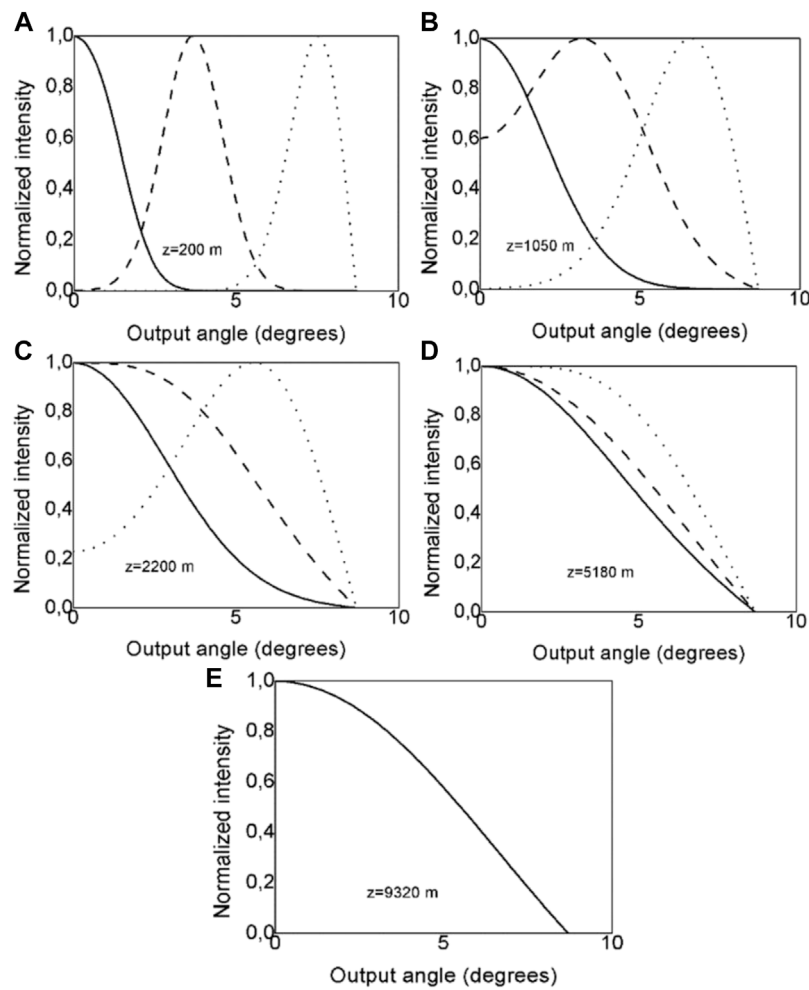 A
Normalized intensity
1,0
0,8
0,6
0,4
0,2
0,0
z=200 m
0 5 10
Output angle (degrees)
B
Normalized intensity
1,0
0,8
0,6
0,4
0,2
0,0
z=1050 m
0 5 10
Output angle (degrees)
C
Normalized intensity
1,0
0,8
0,6
0,4
0,2
0,0
z=2200 m
0 5 10
Output angle (degrees)
D
Normalized intensity
1,0
0,8
0,6
0,4
0,2
0,0
z=5180 m
0 5 10
Output angle (degrees)
E
Normalized intensity
1,0
0,8
0,6
0,4
0,2
0,0
z=9320 m
0 5 10
Output angle (degrees)